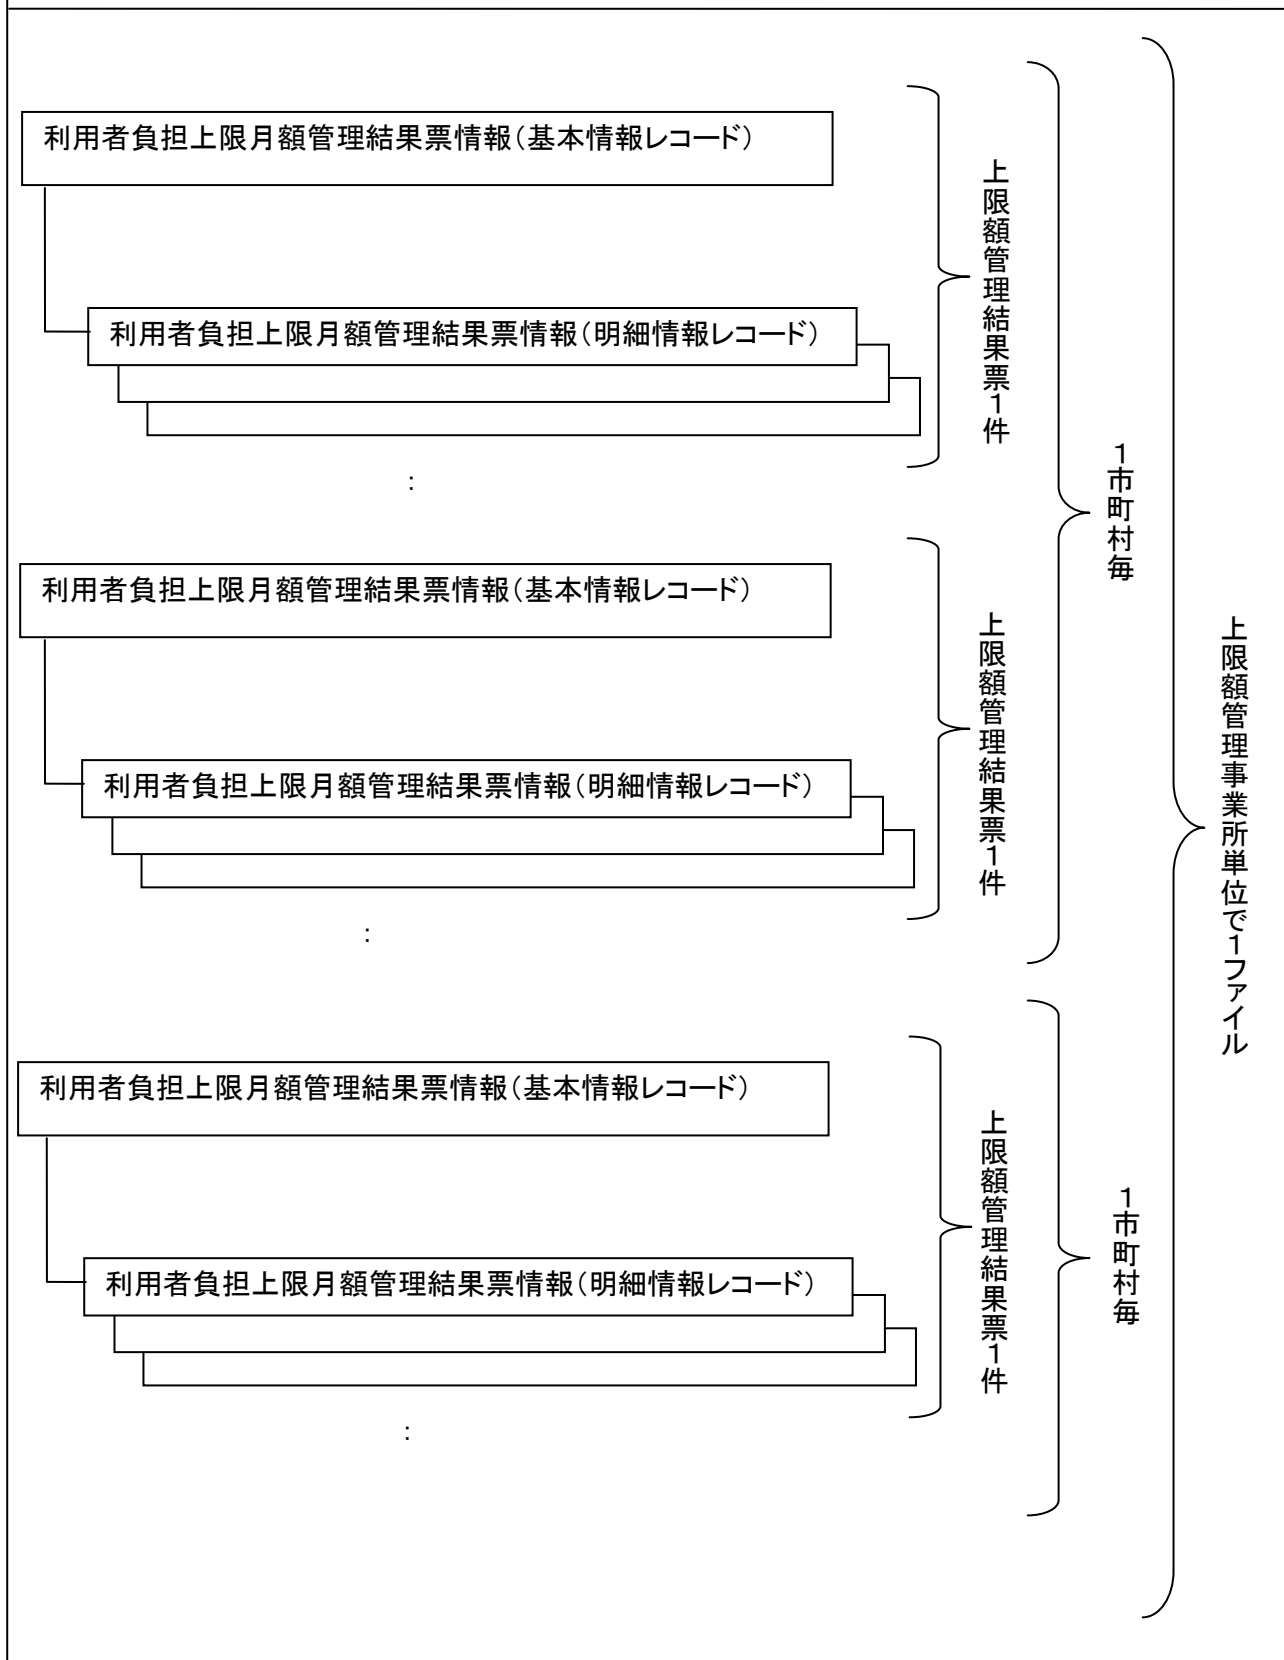 利用者負担上限月額管理結果票情報(基本情報レコード)
利用者負担上限月額管理結果票情報(明細情報レコード)
:
上限額管理結果票1件
利用者負担上限月額管理結果票情報(基本情報レコード)
利用者負担上限月額管理結果票情報(明細情報レコード)
:
上限額管理結果票1件
1市町村毎
利用者負担上限月額管理結果票情報(基本情報レコード)
利用者負担上限月額管理結果票情報(明細情報レコード)
:
上限額管理結果票1件
1市町村毎
上限額管理事業所単位で1ファイル